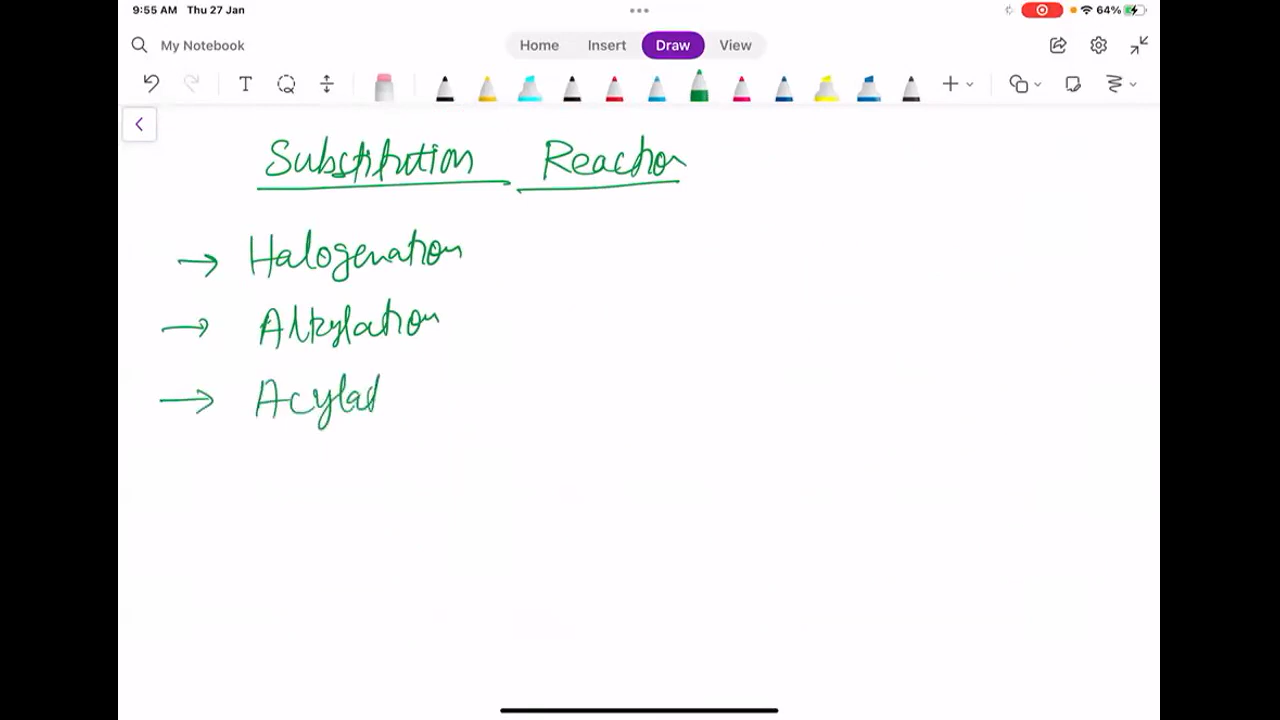 9:55 AM Thu 27 Jan
64%
My Notebook
Home Insert Draw View
T
Substitution Reaction
→ Halogenation
→ Alkylation
→ Acylat